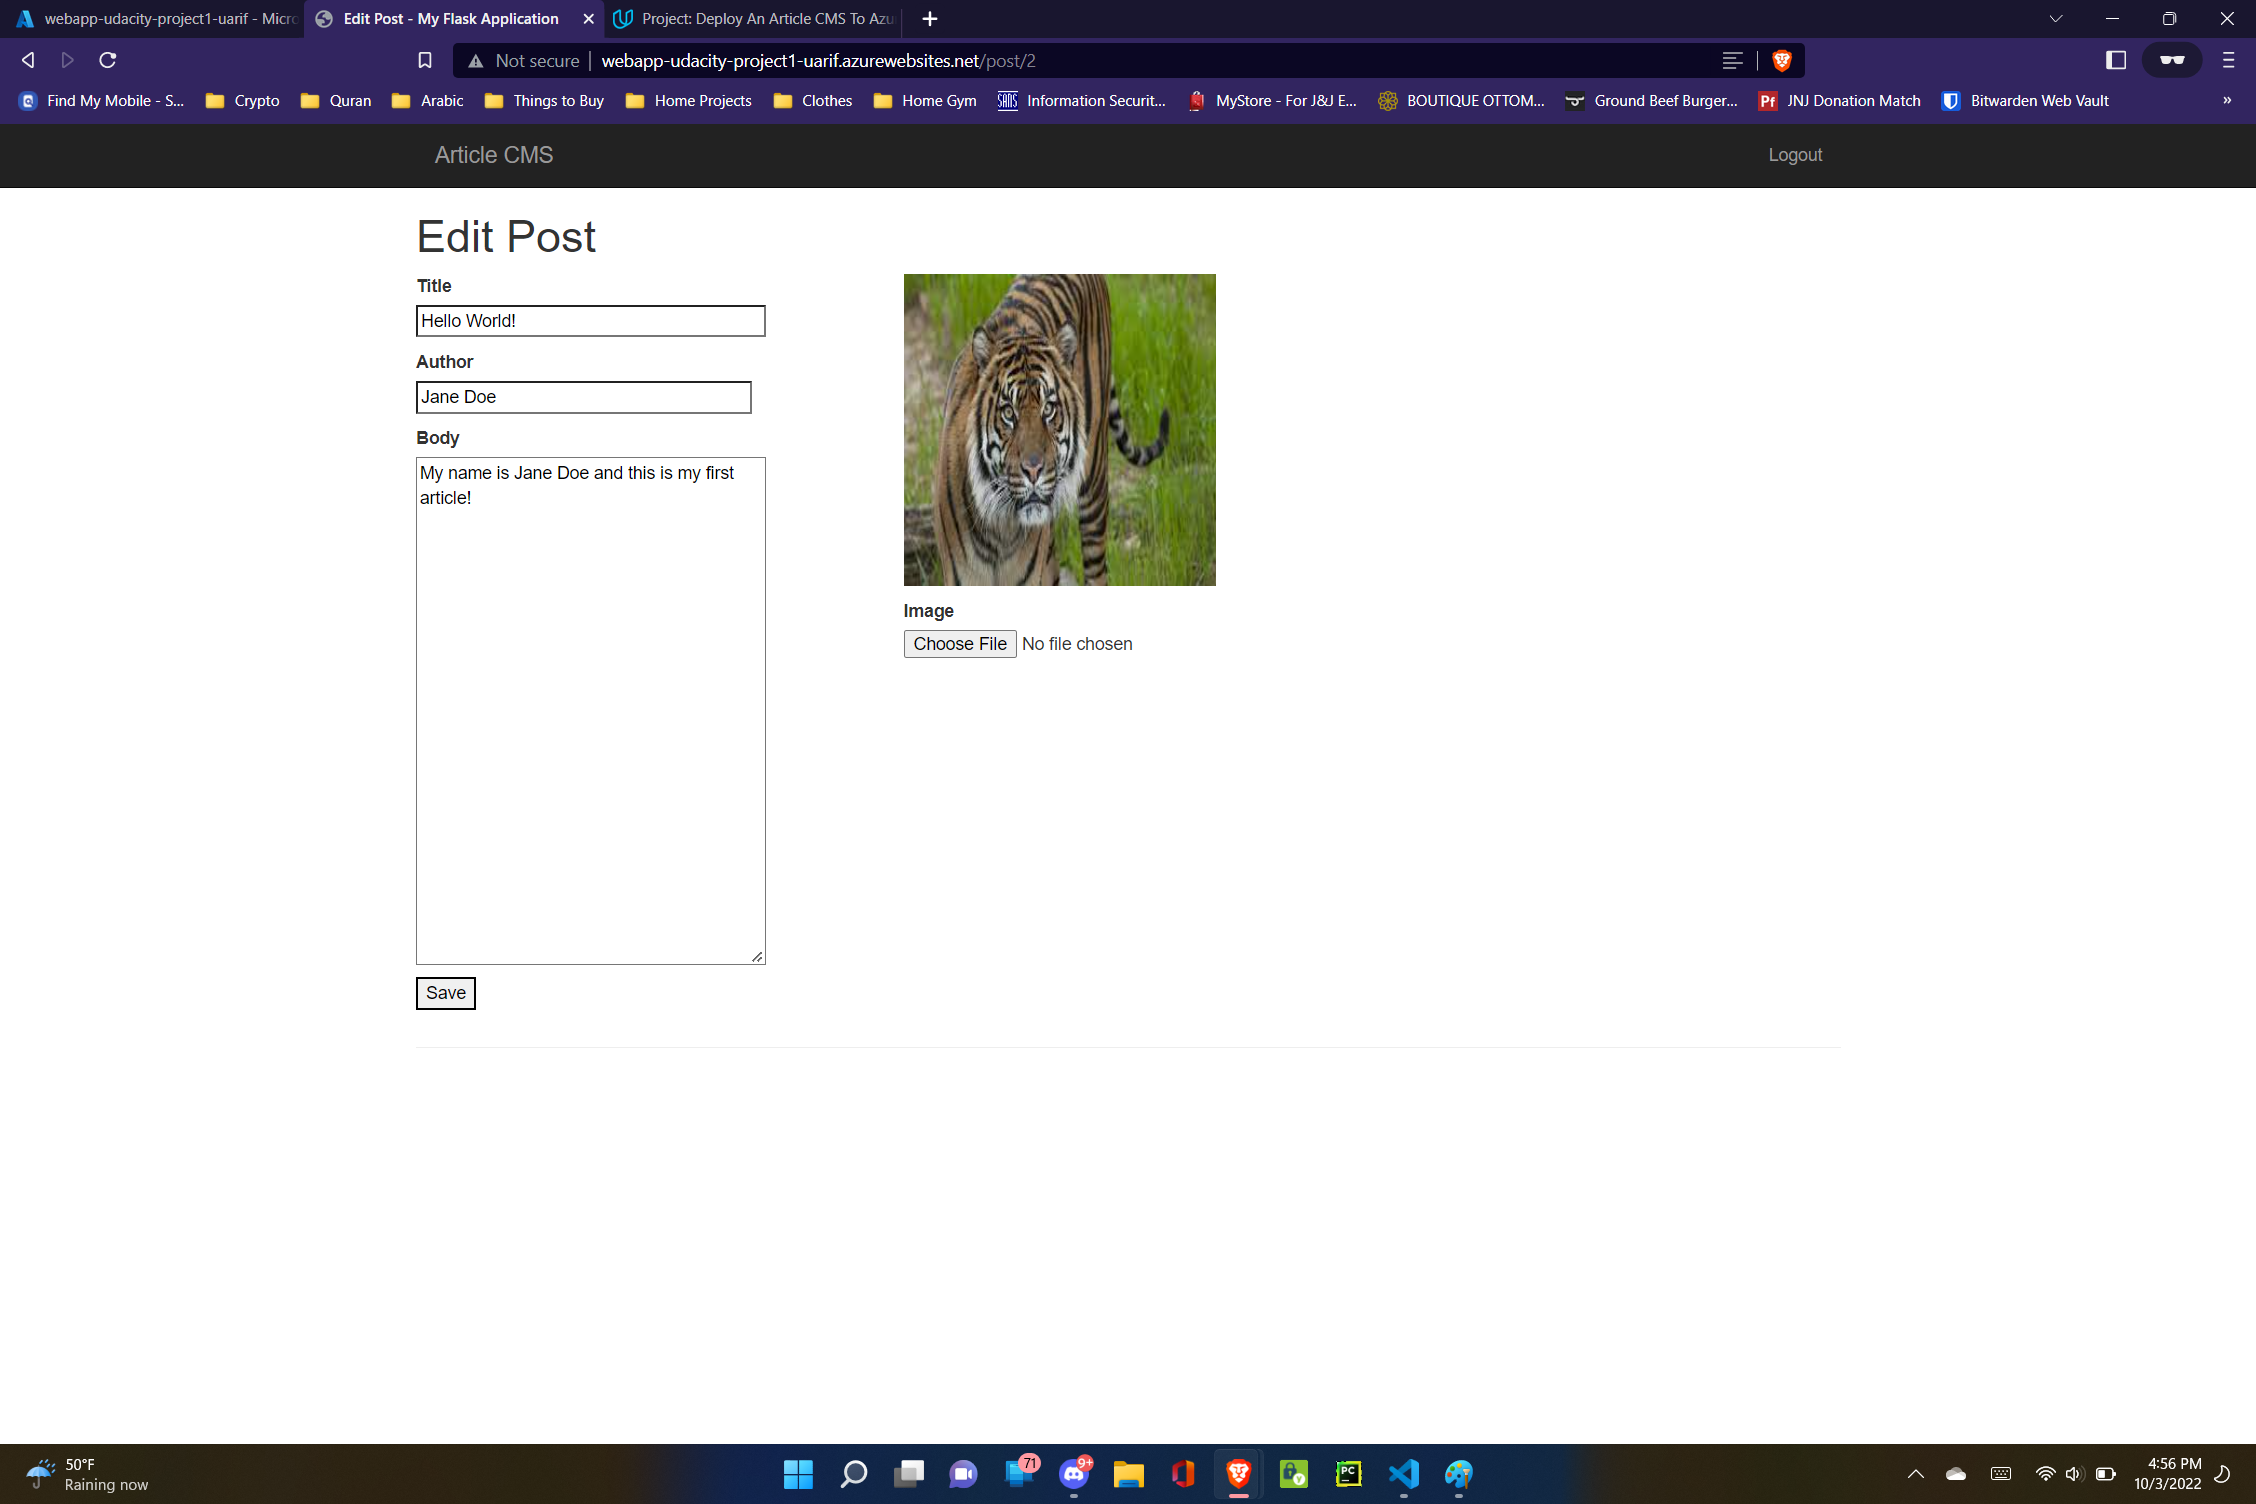 webapp-udacity-project1-uarif - Micro
Edit Post - My Flask Application
Project: Deploy An Article CMS To Azu
Not secure
webapp-udacity-project1-uarif.azurewebsites.net/post/2
Find My Mobile - S...
Crypto
Quran
Arabic
Things to Buy
Home Projects
Clothes
Home Gym
SANS
Information Securit...
MyStore - For J&J E...
BOUTIQUE OTTOM...
Ground Beef Burger...
Pf
JNJ Donation Match
Bitwarden Web Vault
»
Article CMS
Logout
Edit Post
Title
Hello World!
Author
Jane Doe
Body
My name is Jane Doe and this is my first
article!
Image
Choose File No file chosen
Save
50°F
Raining now
71
9+
PC
4:56 PM
10/3/2022